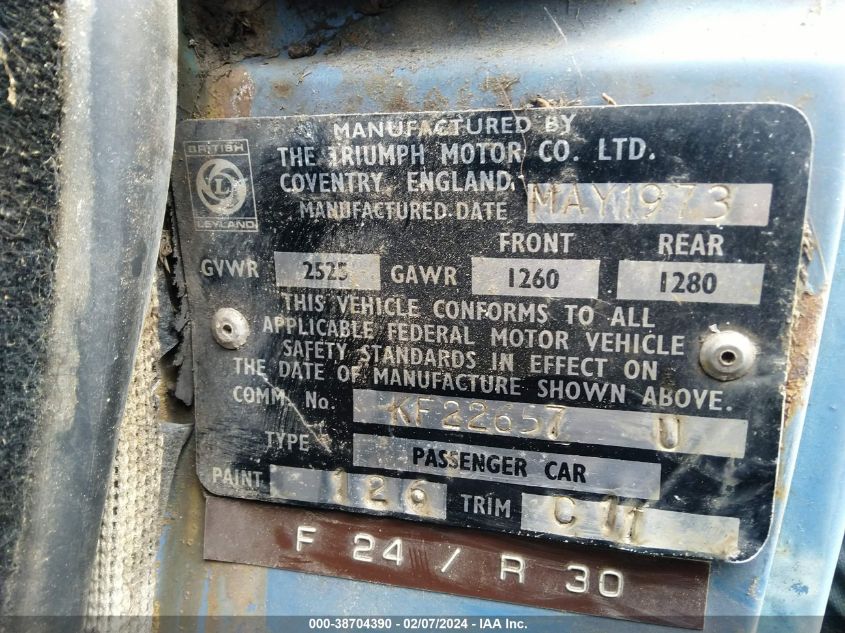 MANUFACTURED BY
BRITISH
L
LEYLAND
THE TRIUMPH MOTOR CO. LTD.
COVENTRY, ENGLAND.
MANUFACTURED DATE MAY 1973
FRONT REAR
GVWR 2525 GAWR 1260 1280
THIS VEHICLE CONFORMS TO ALL
APPLICABLE FEDERAL MOTOR VEHICLE
SAFETY STANDARDS IN EFFECT ON
THE DATE OF MANUFACTURE SHOWN ABOVE.
COMM. No. KF22657 U
TYPE PASSENGER CAR
PAINT 126 TRIM C 11
F 24 / R 30
000-38704390 - 02/07/2024 - IAA Inc.